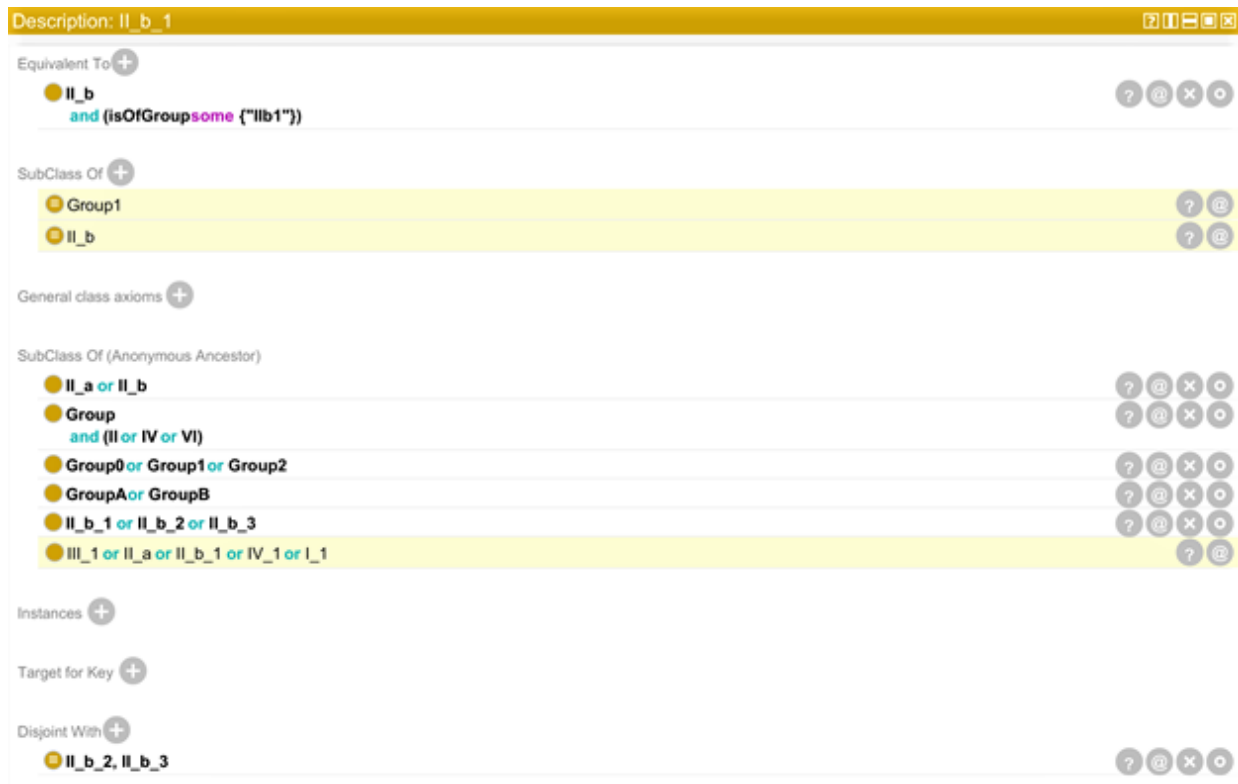 Description: II_b_1
Equivalent To
II_b
and (isOfGroupsome {"IIb1"})
SubClass Of
Group1
II_b
General class axioms
SubClass Of (Anonymous Ancestor)
II_a or II_b
Group
and (II or IV or VI)
Group0 or Group1 or Group2
GroupA or GroupB
II_b_1 or II_b_2 or II_b_3
III_1 or II_a or II_b_1 or IV_1 or I_1
Instances
Target for Key
Disjoint With
II_b_2, II_b_3